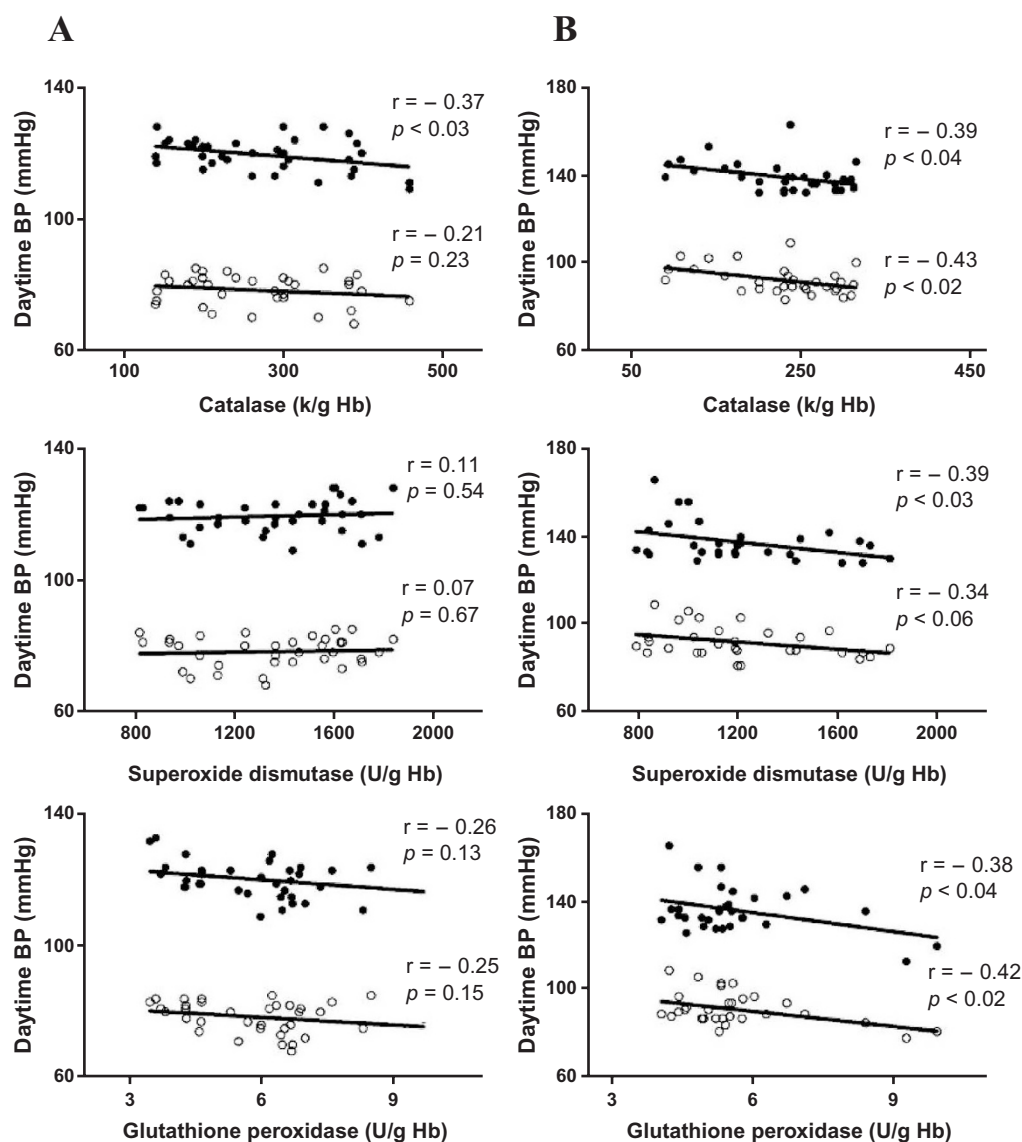 A
B
140
100
60
Daytime BP (mmHg)
r = – 0.37
p < 0.03
r = – 0.21
p = 0.23
100
300
500
Catalase (k/g Hb)
180
140
100
60
Daytime BP (mmHg)
r = – 0.39
p < 0.04
r = – 0.43
p < 0.02
50
250
450
Catalase (k/g Hb)
140
100
60
Daytime BP (mmHg)
r = 0.11
p = 0.54
r = 0.07
p = 0.67
800
1200
1600
2000
Superoxide dismutase (U/g Hb)
180
140
100
60
Daytime BP (mmHg)
r = – 0.39
p < 0.03
r = – 0.34
p < 0.06
800
1200
1600
2000
Superoxide dismutase (U/g Hb)
140
100
60
Daytime BP (mmHg)
r = – 0.26
p = 0.13
r = – 0.25
p = 0.15
3
6
9
Glutathione peroxidase (U/g Hb)
180
140
100
60
Daytime BP (mmHg)
r = – 0.38
p < 0.04
r = – 0.42
p < 0.02
3
6
9
Glutathione peroxidase (U/g Hb)